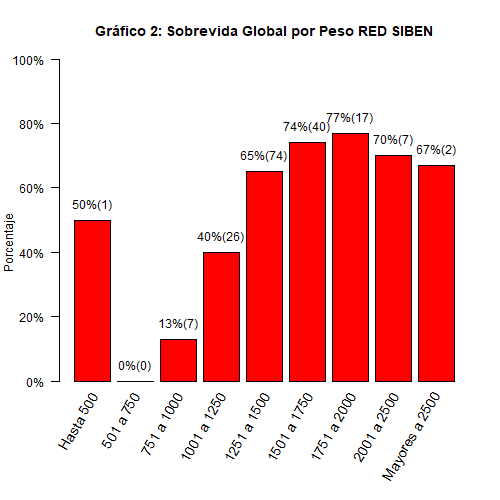 Gráfico 2: Sobrevida Global por Peso RED SIBEN
Porcentaje
100%
80%
60%
40%
20%
0%
50%(1)
0%(0)
13%(7)
40%(26)
65%(74)
74%(40)
77%(17)
70%(7)
67%(2)
Hasta 500
501 a 750
751 a 1000
1001 a 1250
1251 a 1500
1501 a 1750
1751 a 2000
2001 a 2500
Mayores a 2500